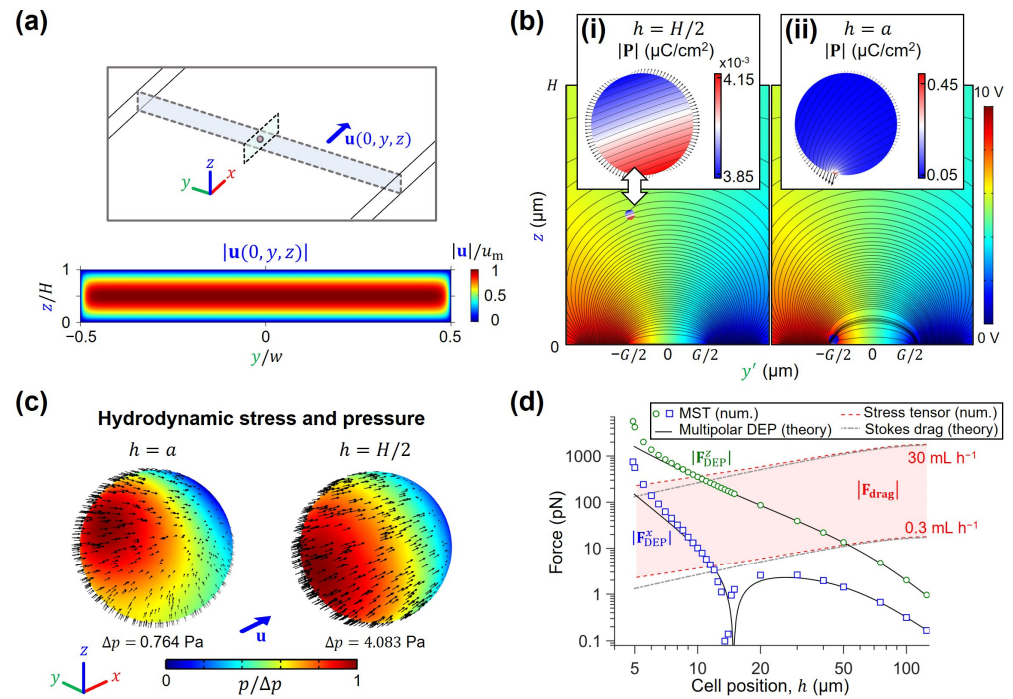 (a)
u(0, y, z)
z
y
x
|u(0, y, z)|
|u|/u_m
z/H
1
0
1
0.5
0
−0.5
0
0.5
y/w
(b)
(i)
h = H/2
|P| (μC/cm²)
x10⁻³
4.15
3.85
(ii)
h = a
|P| (μC/cm²)
0.45
0.05
H
z (μm)
0
−G/2
0
G/2
−G/2
0
G/2
y′ (μm)
10 V
0 V
(c)
Hydrodynamic stress and pressure
h = a
h = H/2
Δp = 0.764 Pa
u
Δp = 4.083 Pa
z
y
x
0
1
p/Δp
(d)
MST (num.)
Multipolar DEP (theory)
Stress tensor (num.)
Stokes drag (theory)
|F^z_DEP|
30 mL h⁻¹
|F_drag|
|F^x_DEP|
0.3 mL h⁻¹
Force (pN)
1000
100
10
1
0.1
5
10
50
100
Cell position, h (μm)